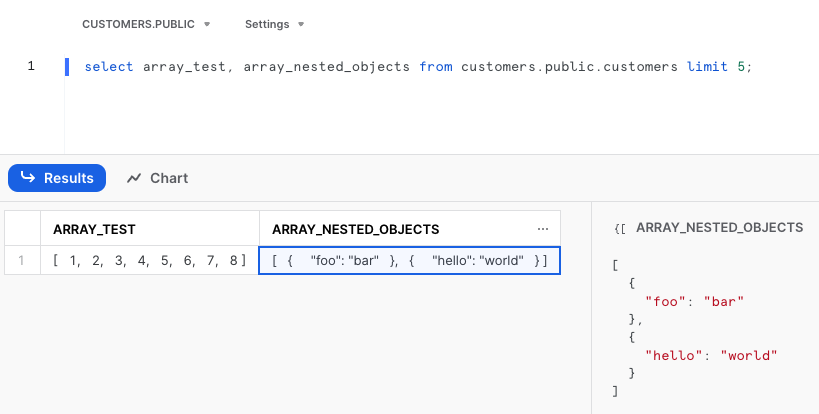 CUSTOMERS.PUBLIC Settings
1 select array_test, array_nested_objects from customers.public.customers limit 5;
Results Chart
ARRAY_TEST ARRAY_NESTED_OBJECTS ...
1 [ 1, 2, 3, 4, 5, 6, 7, 8 ] [ { "foo": "bar" }, { "hello": "world" } ]
{[ ARRAY_NESTED_OBJECTS
[
{
"foo": "bar"
},
{
"hello": "world"
}
]